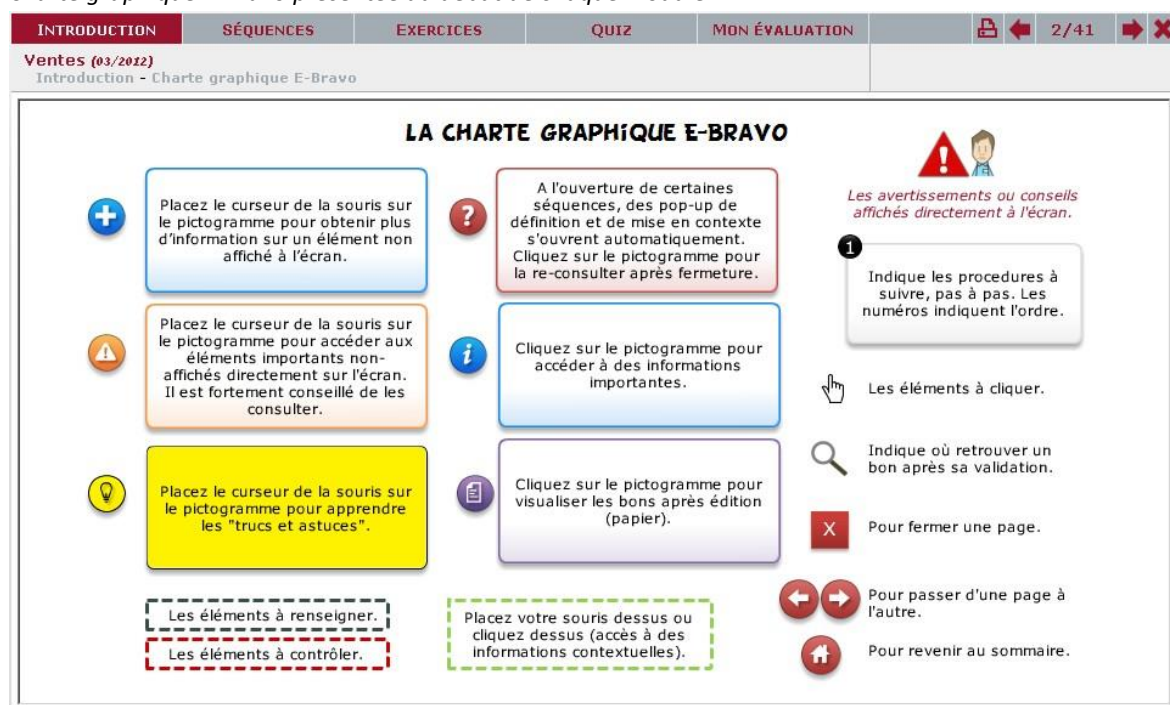 INTRODUCTION SÉQUENCES EXERCICES QUIZ MON ÉVALUATION 2/41
Ventes (03/2012)
Introduction - Charte graphique E-Bravo
LA CHARTE GRAPHIQUE E-BRAVO
Placez le curseur de la souris sur
le pictogramme pour obtenir plus
d'information sur un élément non
affiché à l'écran.
?
A l'ouverture de certaines
séquences, des pop-up de
définition et de mise en contexte
s'ouvrent automatiquement.
Cliquez sur le pictogramme pour
la re-consulter après fermeture.
Les avertissements ou conseils
affichés directement à l'écran.
1
Indique les procedures à
suivre, pas à pas. Les
numéros indiquent l'ordre.
Placez le curseur de la souris sur
le pictogramme pour accéder aux
éléments importants non-
affichés directement sur l'écran.
Il est fortement conseillé de les
consulter.
i
Cliquez sur le pictogramme pour
accéder à des informations
importantes.
Les éléments à cliquer.
Indique où retrouver un
bon après sa validation.
Placez le curseur de la souris sur
le pictogramme pour apprendre
les "trucs et astuces".
Cliquez sur le pictogramme pour
visualiser les bons après édition
(papier).
X
Pour fermer une page.
Les éléments à renseigner.
Les éléments à contrôler.
Placez votre souris dessus ou
cliquez dessus (accès à des
informations contextuelles).
Pour passer d'une page à
l'autre.
Pour revenir au sommaire.